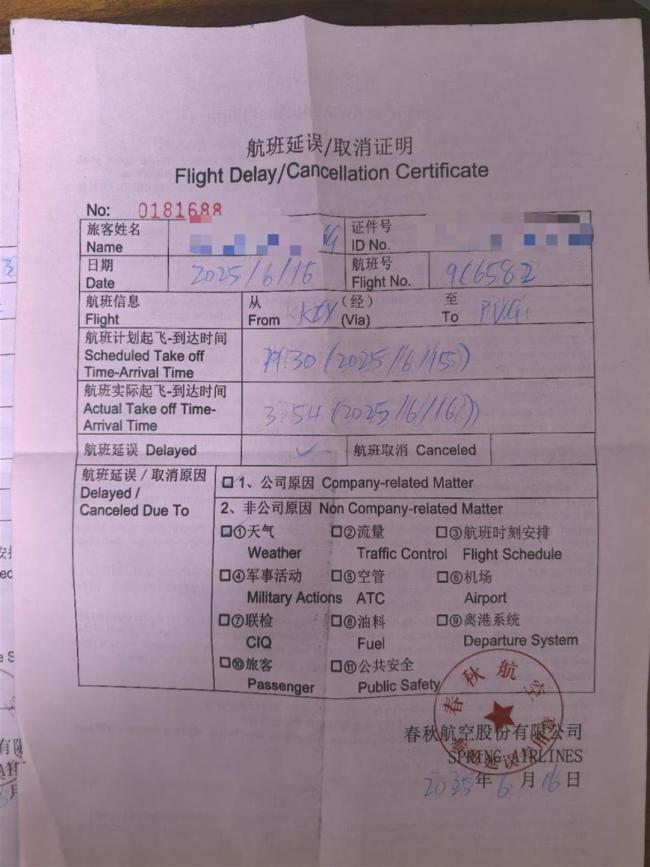 航班延误/取消证明
Flight Delay/Cancellation Certificate
No: 0181688
旅客姓名
Name
证件号
ID No.
日期
Date
2025/6/15
航班号
Flight No.
9C6582
航班信息
Flight
从
From
KIX
(经)
(Via)
至
To
PVG
航班计划起飞-到达时间
Scheduled Take off
Time-Arrival Time
19:30 (2025/6/15)
航班实际起飞-到达时间
Actual Take off Time-
Arrival Time
3:54 (2025/6/16)
航班延误 Delayed
✓
航班取消 Canceled
航班延误/取消原因
Delayed /
Canceled Due To
□ 1、公司原因 Company-related Matter
2、非公司原因 Non Company-related Matter
□①天气
Weather
□②流量
Traffic Control
□③航班时刻安排
Flight Schedule
□④军事活动
Military Actions
□⑤空管
ATC
□⑥机场
Airport
□⑦联检
CIQ
□⑧油料
Fuel
□⑨离港系统
Departure System
□⑩旅客
Passenger
□⑪公共安全
Public Safety
春秋航空
春秋航空股份有限公司
SPRING AIRLINES
2025年6月16日